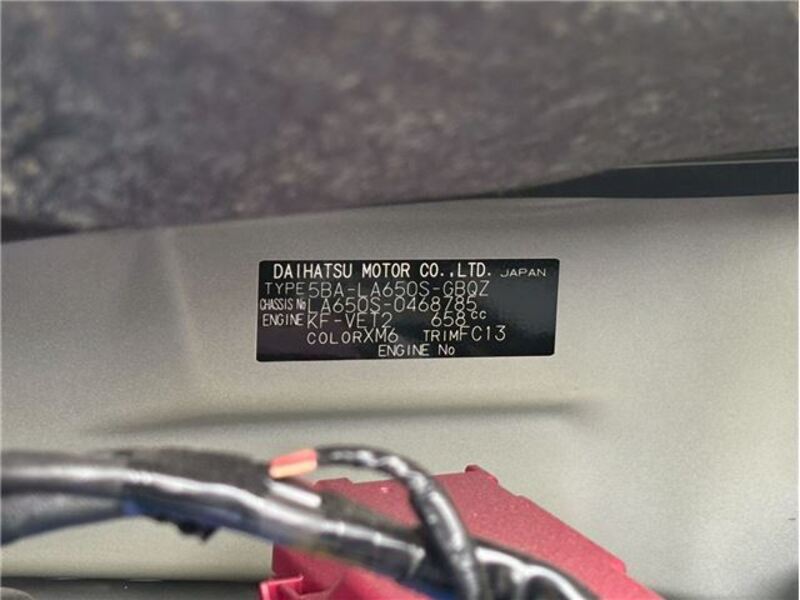 DAIHATSU MOTOR CO.,LTD. JAPAN
TYPE 5BA-LA650S-GBQZ
CHASSIS No LA650S-0468785
ENGINE KF-VET2 658cc
COLOR XM6 TRIM FC13
ENGINE No